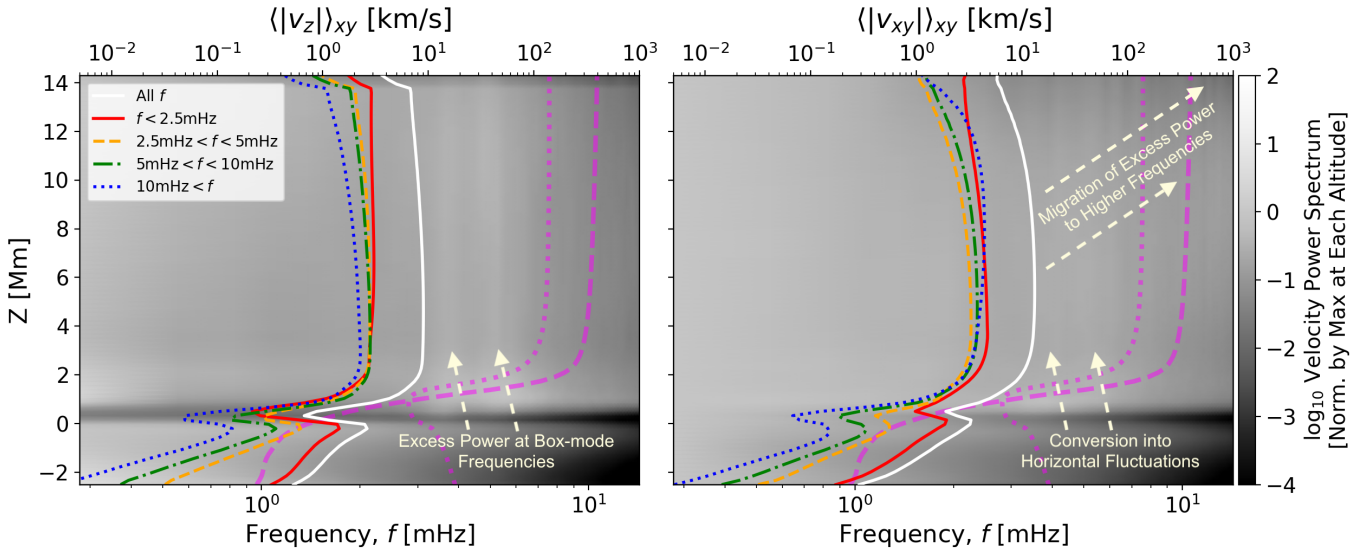 ⟨|v_z|⟩_xy [km/s]
10^-2 10^-1 10^0 10^1 10^2 10^3
14
12
10
8
6
4
2
0
−2
Z [Mm]
All f
f < 2.5mHz
2.5mHz < f < 5mHz
5mHz < f < 10mHz
10mHz < f
Excess Power at Box-mode
Frequencies
10^0 10^1
Frequency, f [mHz]
⟨|v_xy|⟩_xy [km/s]
10^-2 10^-1 10^0 10^1 10^2 10^3
Migration of Excess Power
to Higher Frequencies
Conversion into
Horizontal Fluctuations
10^0 10^1
Frequency, f [mHz]
2
1
0
−1
−2
−3
−4
log_10 Velocity Power Spectrum
[Norm. by Max at Each Altitude]